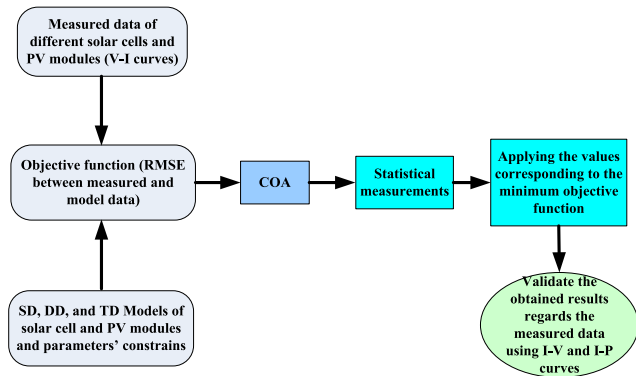 Measured data of
different solar cells and
PV modules (V-I curves)
Objective function (RMSE
between measured and
model data)
COA
Statistical
measurements
Applying the values
corresponding to the
minimum objective
function
SD, DD, and TD Models of
solar cell and PV modules
and parameters' constrains
Validate the
obtained results
regards the
measured data
using I-V and I-P
curves